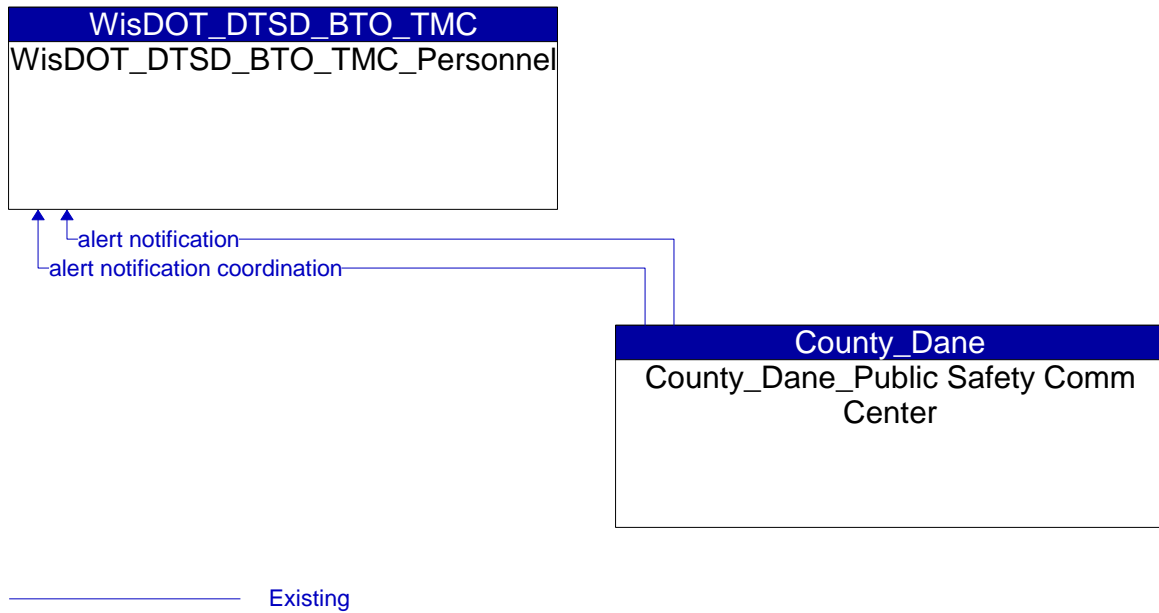 WisDOT_DTSD_BTO_TMC
WisDOT_DTSD_BTO_TMC_Personnel
alert notification
alert notification coordination
County_Dane
County_Dane_Public Safety Comm
Center
Existing